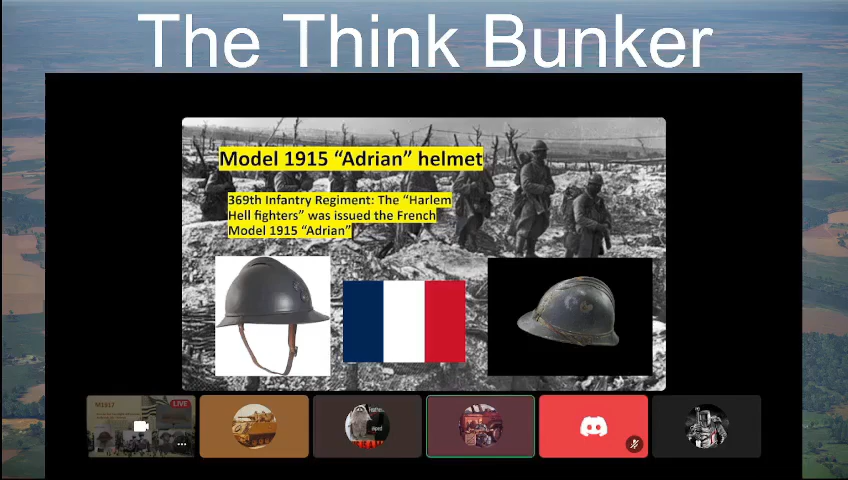 The Think Bunker
Model 1915 “Adrian” helmet
369th Infantry Regiment: The “Harlem
Hell fighters” was issued the French
Model 1915 “Adrian”
M1917
LIVE